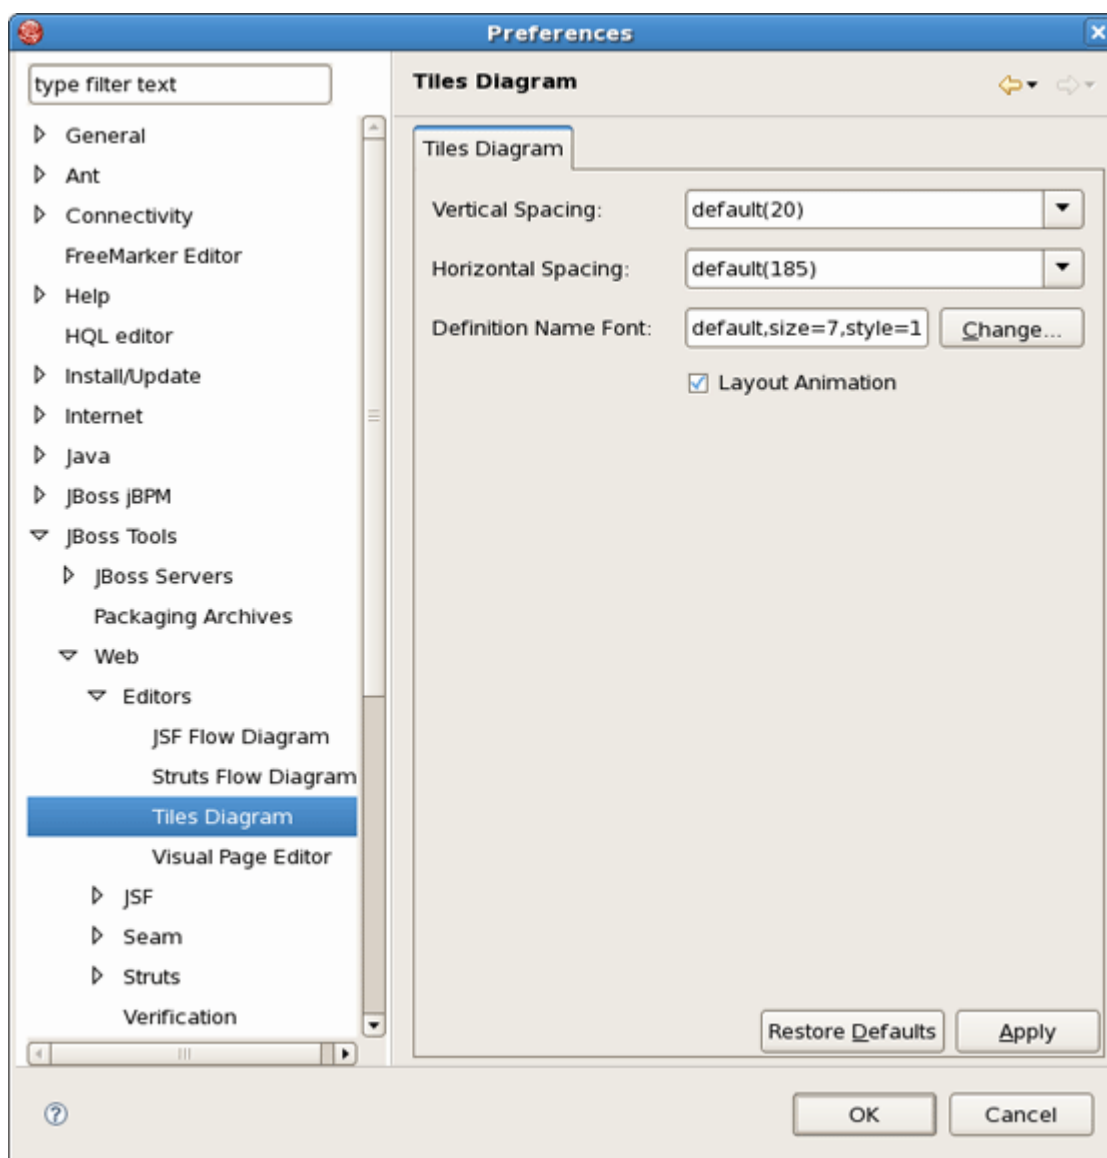 Preferences
type filter text
General
Ant
Connectivity
FreeMarker Editor
Help
HQL editor
Install/Update
Internet
Java
JBoss jBPM
JBoss Tools
JBoss Servers
Packaging Archives
Web
Editors
JSF Flow Diagram
Struts Flow Diagram
Tiles Diagram
Visual Page Editor
JSF
Seam
Struts
Verification
Tiles Diagram
Tiles Diagram
Vertical Spacing: default(20)
Horizontal Spacing: default(185)
Definition Name Font: default,size=7,style=1 Change...
Layout Animation
Restore Defaults Apply
OK Cancel